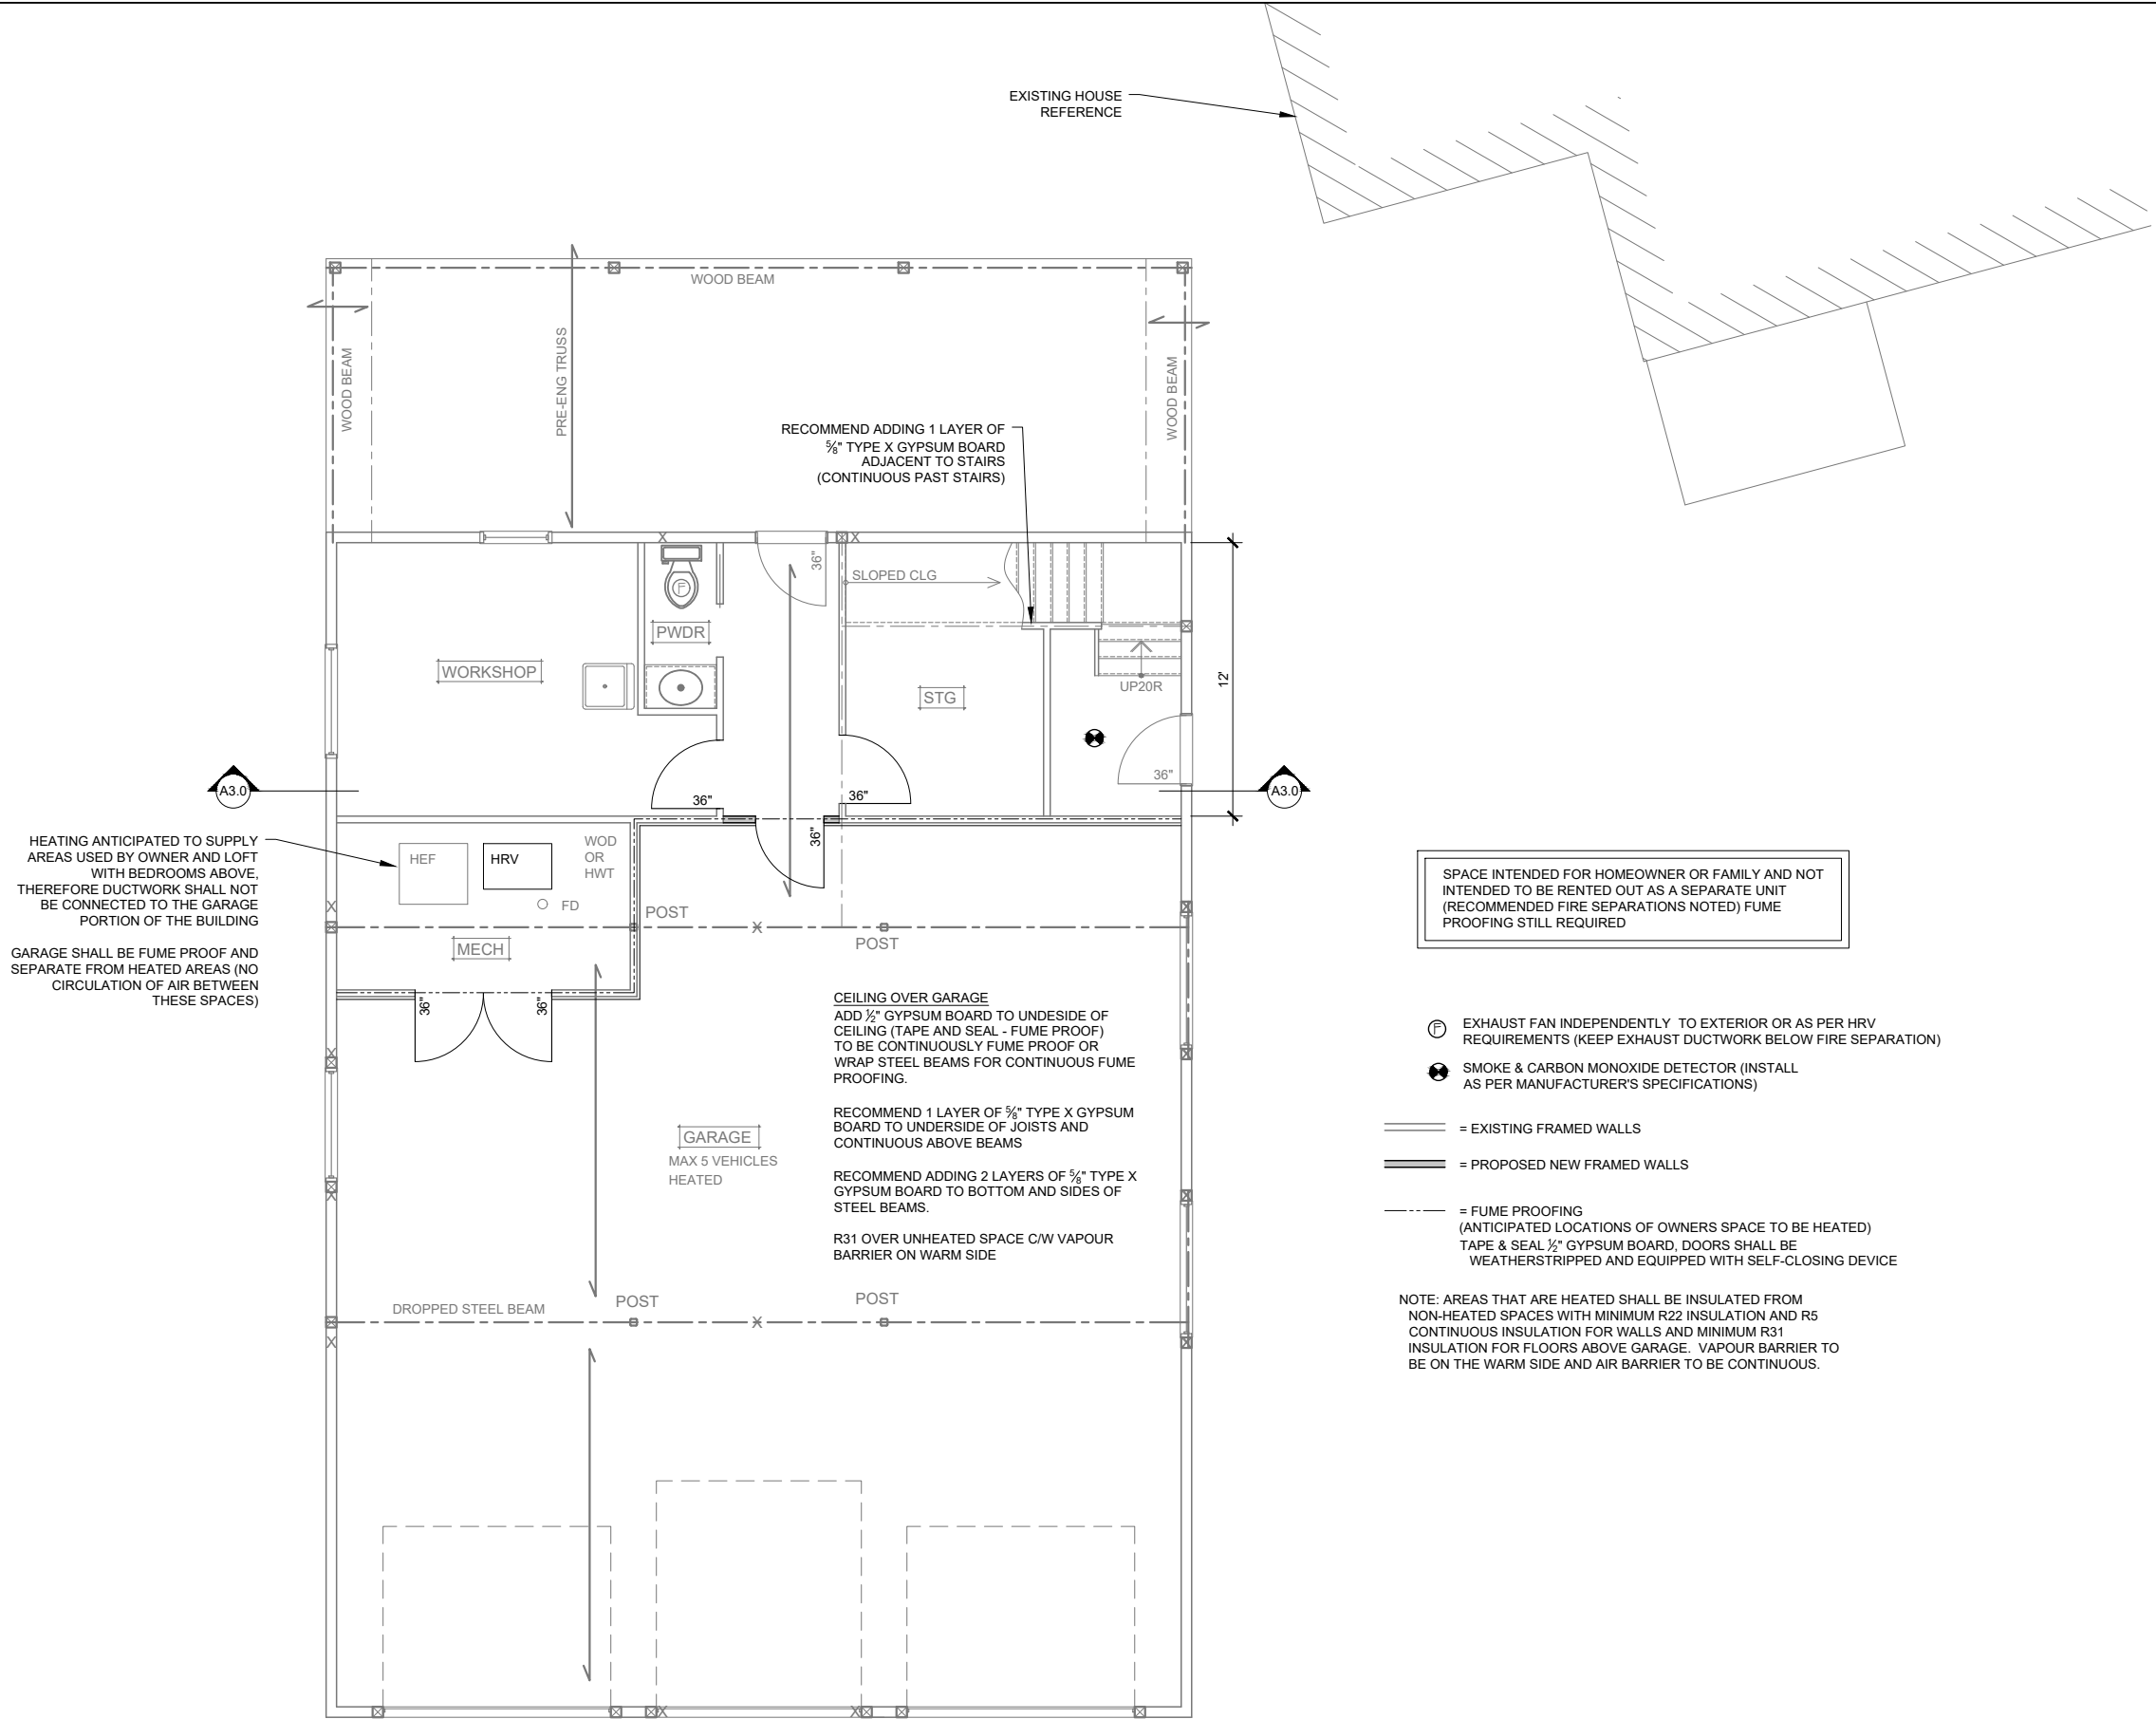 EXISTING HOUSE
REFERENCE
WOOD BEAM
WOOD BEAM
PRE-ENG TRUSS
WOOD BEAM
RECOMMEND ADDING 1 LAYER OF
⅝" TYPE X GYPSUM BOARD
ADJACENT TO STAIRS
(CONTINUOUS PAST STAIRS)
X
X
36"
SLOPED CLG
F
PWDR
WORKSHOP
STG
UP20R
12'
36"
A3.0
36"
36"
A3.0
36"
HEATING ANTICIPATED TO SUPPLY
AREAS USED BY OWNER AND LOFT
WITH BEDROOMS ABOVE,
THEREFORE DUCTWORK SHALL NOT
BE CONNECTED TO THE GARAGE
PORTION OF THE BUILDING
GARAGE SHALL BE FUME PROOF AND
SEPARATE FROM HEATED AREAS (NO
CIRCULATION OF AIR BETWEEN
THESE SPACES)
HEF
HRV
WOD
OR
HWT
FD
X
POST
X
POST
MECH
36"
36"
X
CEILING OVER GARAGE
ADD ½" GYPSUM BOARD TO UNDESIDE OF
CEILING (TAPE AND SEAL - FUME PROOF)
TO BE CONTINUOUSLY FUME PROOF OR
WRAP STEEL BEAMS FOR CONTINUOUS FUME
PROOFING.
RECOMMEND 1 LAYER OF ⅝" TYPE X GYPSUM
BOARD TO UNDERSIDE OF JOISTS AND
CONTINUOUS ABOVE BEAMS
RECOMMEND ADDING 2 LAYERS OF ⅝" TYPE X
GYPSUM BOARD TO BOTTOM AND SIDES OF
STEEL BEAMS.
R31 OVER UNHEATED SPACE C/W VAPOUR
BARRIER ON WARM SIDE
GARAGE
MAX 5 VEHICLES
HEATED
X
DROPPED STEEL BEAM
POST
X
POST
X
X
X
SPACE INTENDED FOR HOMEOWNER OR FAMILY AND NOT
INTENDED TO BE RENTED OUT AS A SEPARATE UNIT
(RECOMMENDED FIRE SEPARATIONS NOTED) FUME
PROOFING STILL REQUIRED
F
EXHAUST FAN INDEPENDENTLY TO EXTERIOR OR AS PER HRV
REQUIREMENTS (KEEP EXHAUST DUCTWORK BELOW FIRE SEPARATION)
SMOKE & CARBON MONOXIDE DETECTOR (INSTALL
AS PER MANUFACTURER'S SPECIFICATIONS)
= EXISTING FRAMED WALLS
= PROPOSED NEW FRAMED WALLS
= FUME PROOFING
(ANTICIPATED LOCATIONS OF OWNERS SPACE TO BE HEATED)
TAPE & SEAL ½" GYPSUM BOARD, DOORS SHALL BE
WEATHERSTRIPPED AND EQUIPPED WITH SELF-CLOSING DEVICE
NOTE: AREAS THAT ARE HEATED SHALL BE INSULATED FROM
NON-HEATED SPACES WITH MINIMUM R22 INSULATION AND R5
CONTINUOUS INSULATION FOR WALLS AND MINIMUM R31
INSULATION FOR FLOORS ABOVE GARAGE. VAPOUR BARRIER TO
BE ON THE WARM SIDE AND AIR BARRIER TO BE CONTINUOUS.